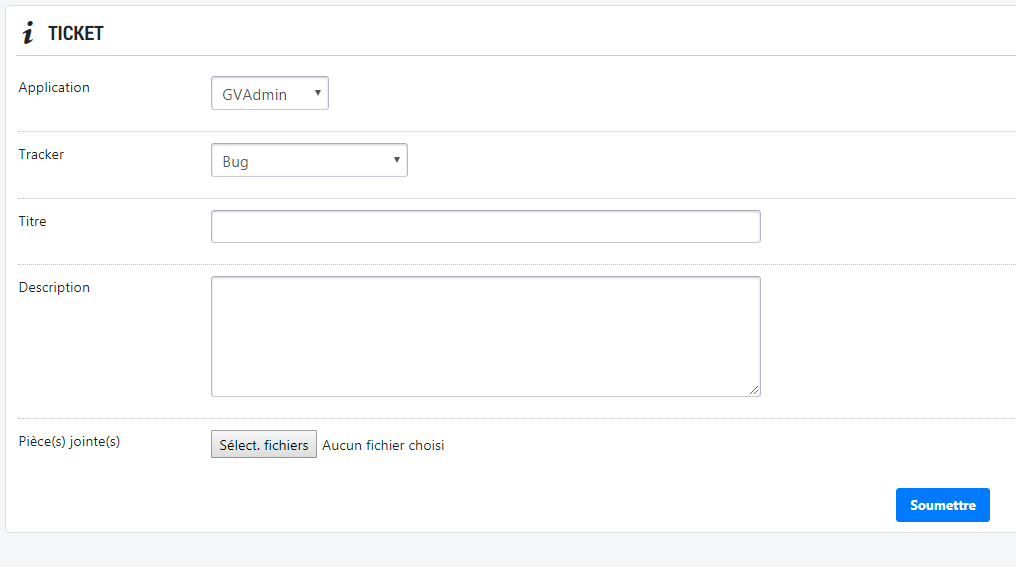 i TICKET
Application
GVAdmin
Tracker
Bug
Titre
Description
Pièce(s) jointe(s)
Sélect. fichiers Aucun fichier choisi
Soumettre